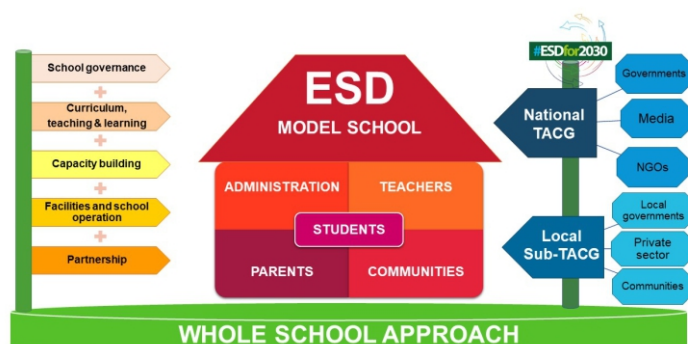 School governance
Curriculum,
teaching & learning
Capacity building
Facilities and school
operation
Partnership
ESD
MODEL SCHOOL
ADMINISTRATION
TEACHERS
STUDENTS
PARENTS
COMMUNITIES
#ESDfor2030
National
TACG
Governments
Media
NGOs
Local
Sub-TACG
Local
governments
Private
sector
Communities
WHOLE SCHOOL APPROACH